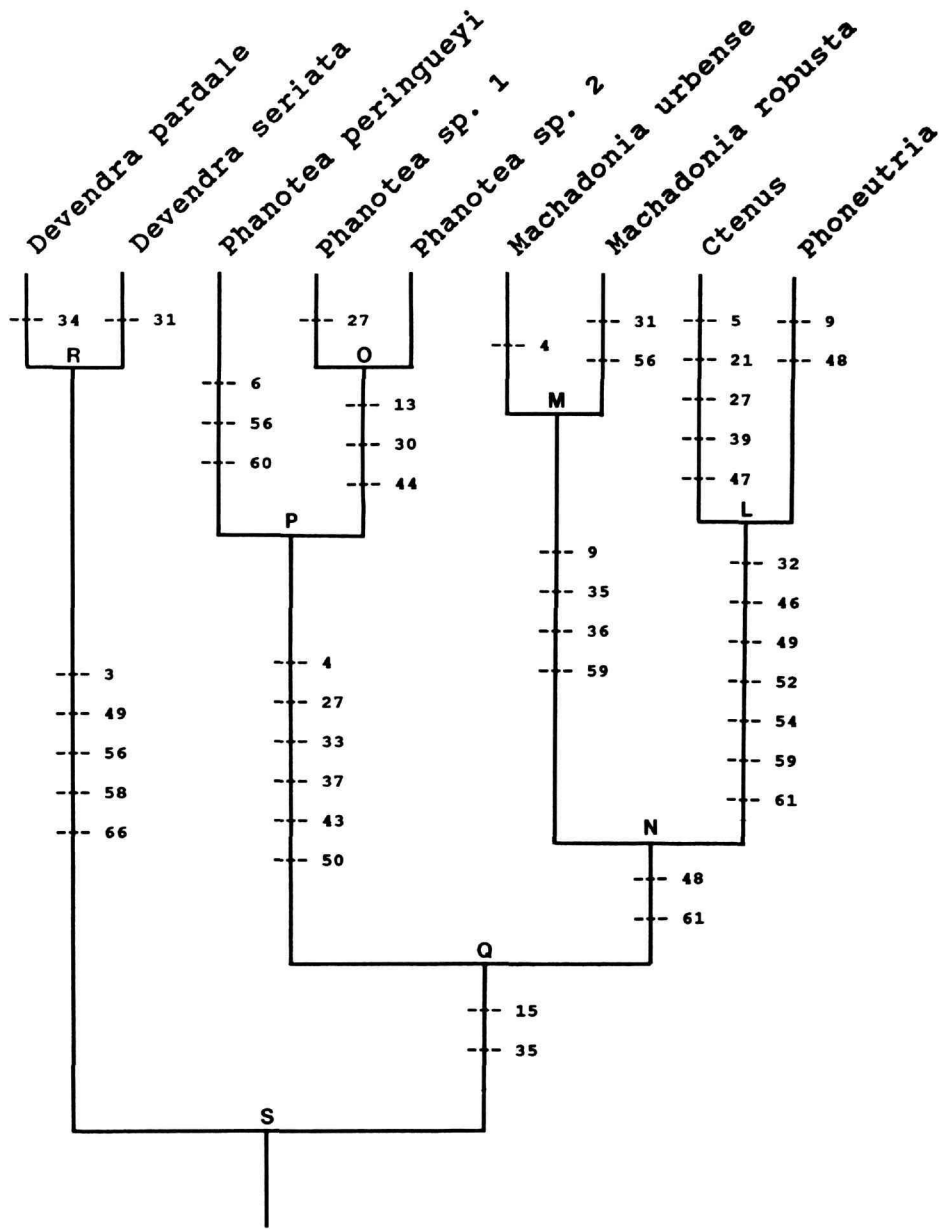 Devendra pardale
Devendra seriata
Phanotea peringueyi
Phanotea sp. 1
Phanotea sp. 2
Machadonia urbense
Machadonia robusta
Ctenus
Phoneutria
34
31
R
27
O
6
56
60
13
30
44
P
4
31
56
M
5
21
27
39
47
9
48
L
9
35
36
59
32
46
49
52
54
59
61
3
49
56
58
66
4
27
33
37
43
50
N
48
61
Q
15
35
S